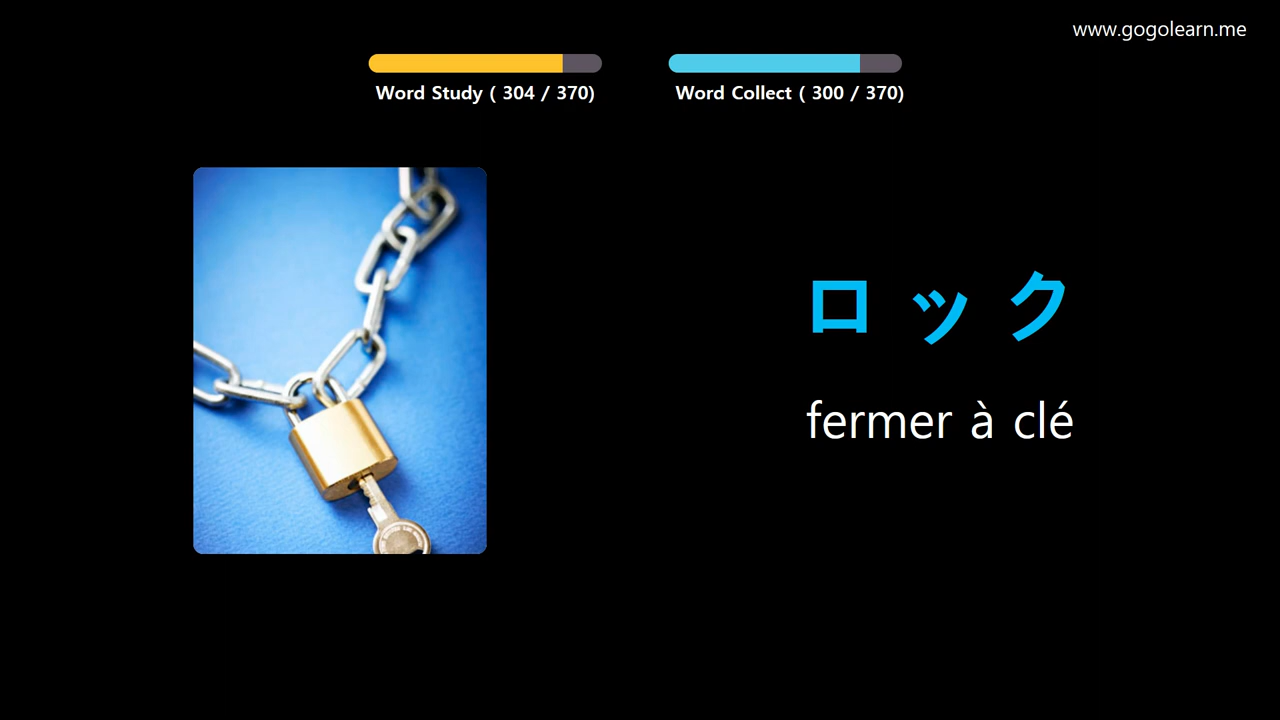 www.gogolearn.me
Word Study ( 304 / 370)
Word Collect ( 300 / 370)
ロック
fermer à clé